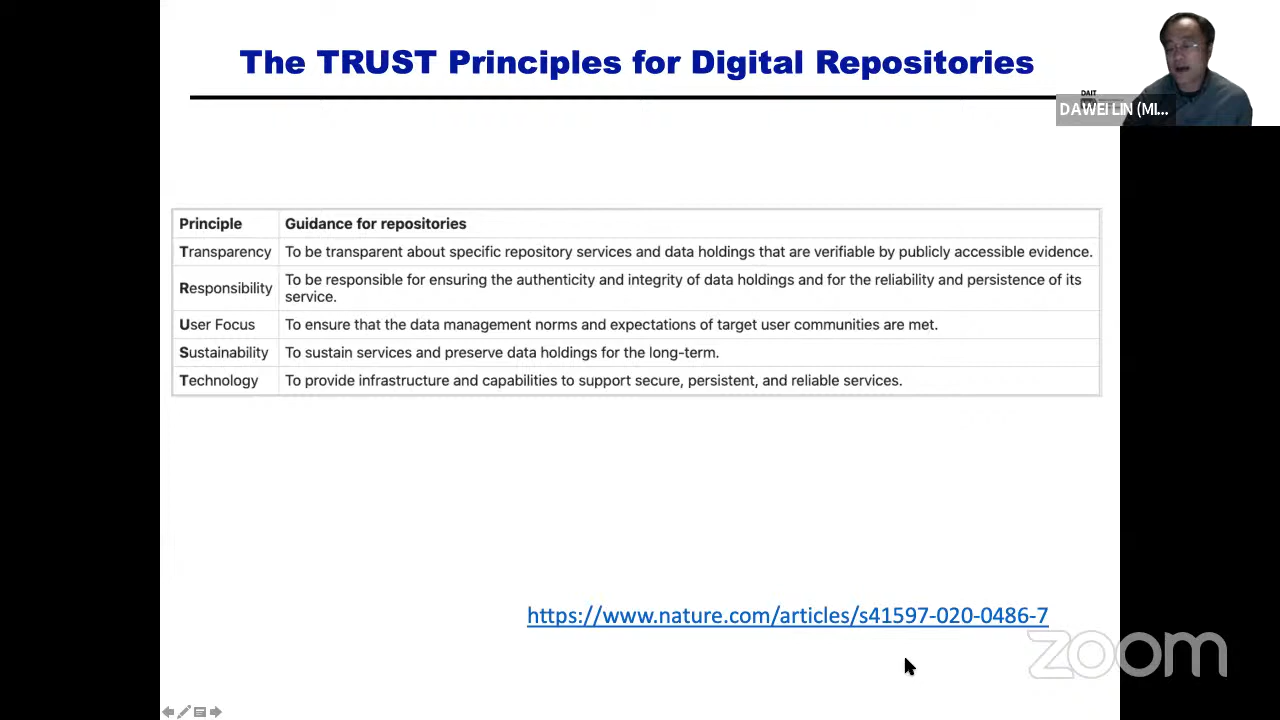 The TRUST Principles for Digital Repositories
DAIT
DAWEI LIN (MI...
Principle Guidance for repositories
Transparency To be transparent about specific repository services and data holdings that are verifiable by publicly accessible evidence.
Responsibility To be responsible for ensuring the authenticity and integrity of data holdings and for the reliability and persistence of its
service.
User Focus To ensure that the data management norms and expectations of target user communities are met.
Sustainability To sustain services and preserve data holdings for the long-term.
Technology To provide infrastructure and capabilities to support secure, persistent, and reliable services.
https://www.nature.com/articles/s41597-020-0486-7
zoom